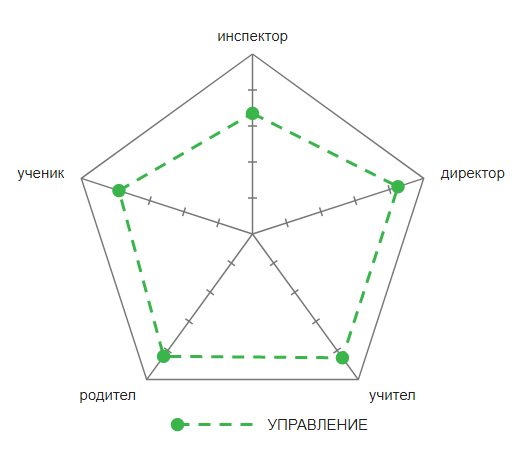 инспектор
ученик
директор
родител
учител
УПРАВЛЕНИЕ